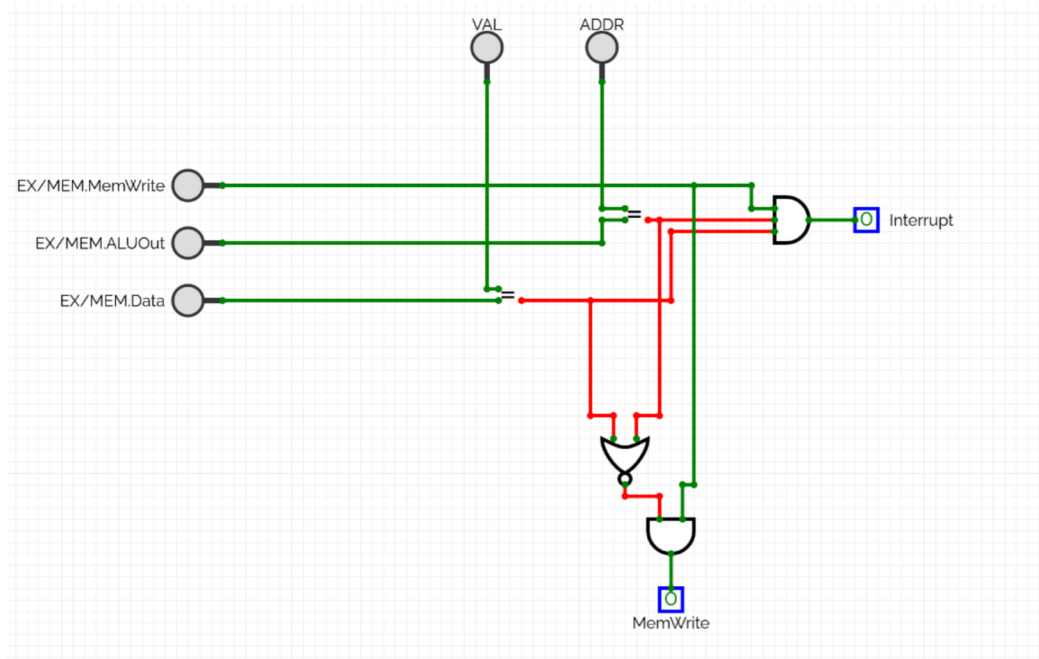 VAL
ADDR
EX/MEM.MemWrite
EX/MEM.ALUOut
=
0
Interrupt
EX/MEM.Data
=
0
MemWrite